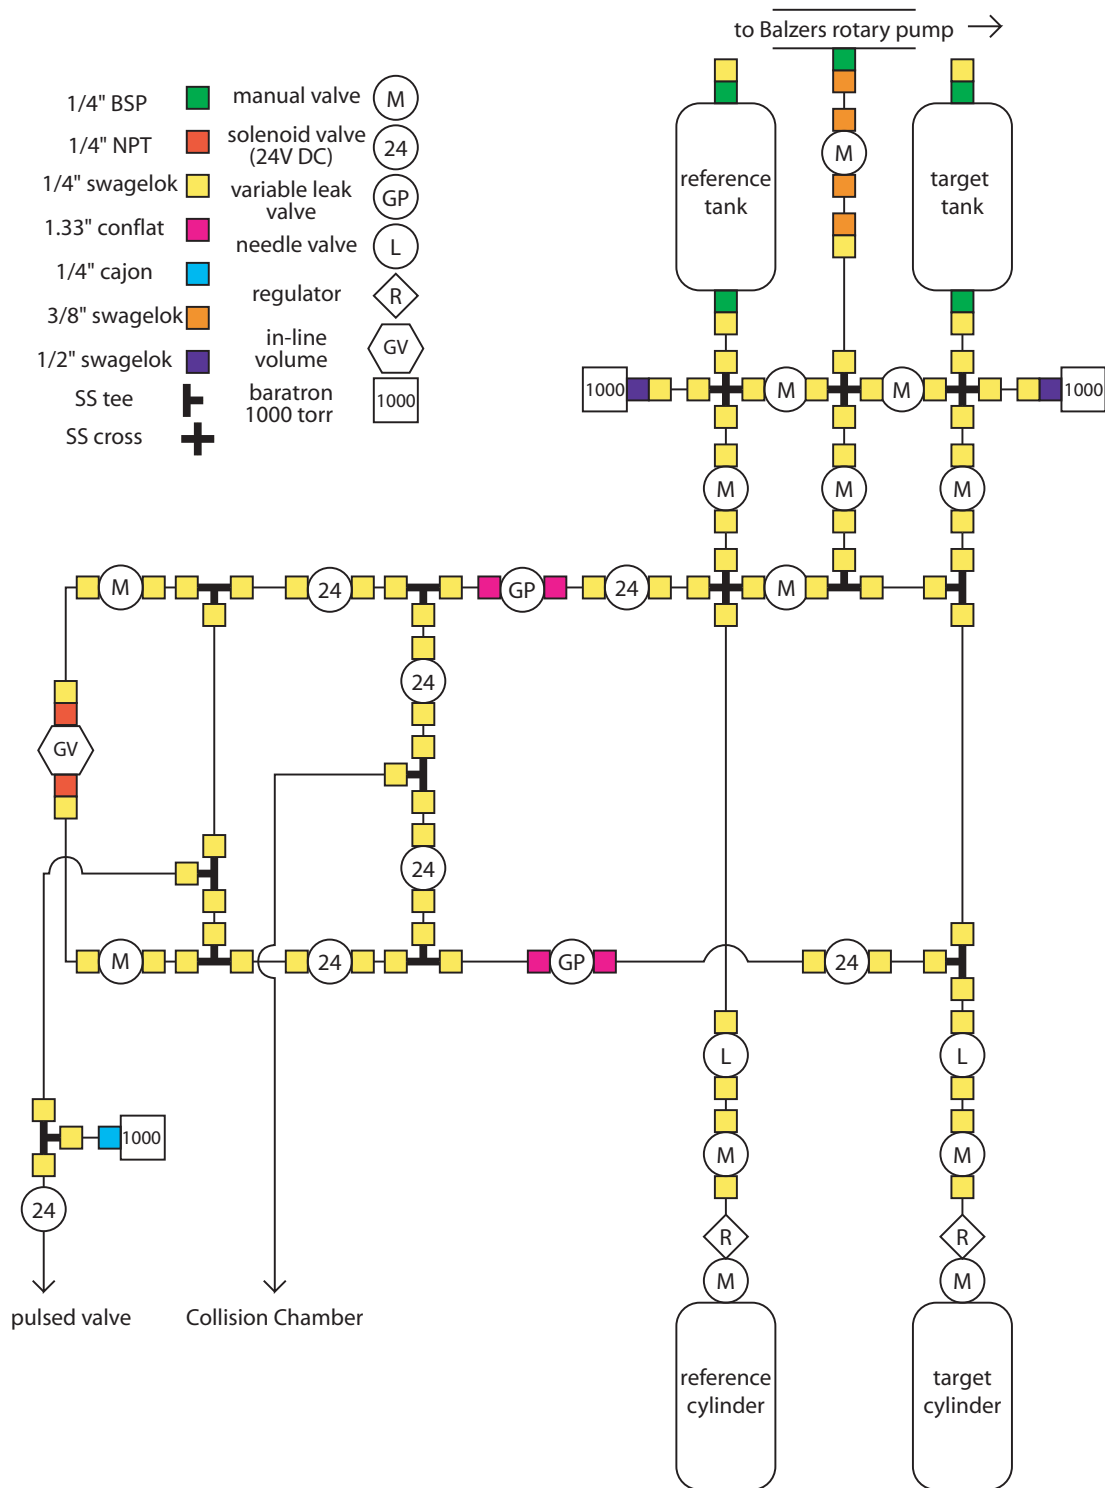 to Balzers rotary pump
1/4" BSP
manual valve
M
1/4" NPT
solenoid valve
(24V DC)
24
1/4" swagelok
variable leak
valve
GP
1.33" conflat
needle valve
L
1/4" cajon
regulator
R
3/8" swagelok
in-line
volume
GV
1/2" swagelok
SS tee
baratron
1000 torr
1000
SS cross
reference
tank
M
target
tank
1000
M
M
1000
M
M
M
M
24
GP
24
M
24
GV
24
M
24
GP
24
L
L
1000
M
M
24
R
R
M
M
pulsed valve
Collision Chamber
reference
cylinder
target
cylinder